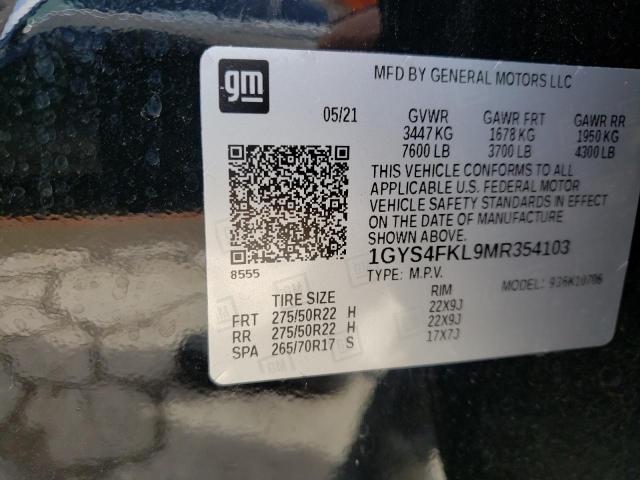 gm
MFD BY GENERAL MOTORS LLC
05/21 GVWR GAWR FRT GAWR RR
3447 KG 1678 KG 1950 KG
7600 LB 3700 LB 4300 LB
THIS VEHICLE CONFORMS TO ALL
APPLICABLE U.S. FEDERAL MOTOR
VEHICLE SAFETY STANDARDS IN EFFECT
ON THE DATE OF MANUFACTURE
SHOWN ABOVE.
8555
1GYS4FKL9MR354103
TYPE: M.P.V. MODEL: 936K10706
TIRE SIZE RIM
FRT 275/50R22 H 22X9J
RR 275/50R22 H 22X9J
SPA 265/70R17 S 17X7J